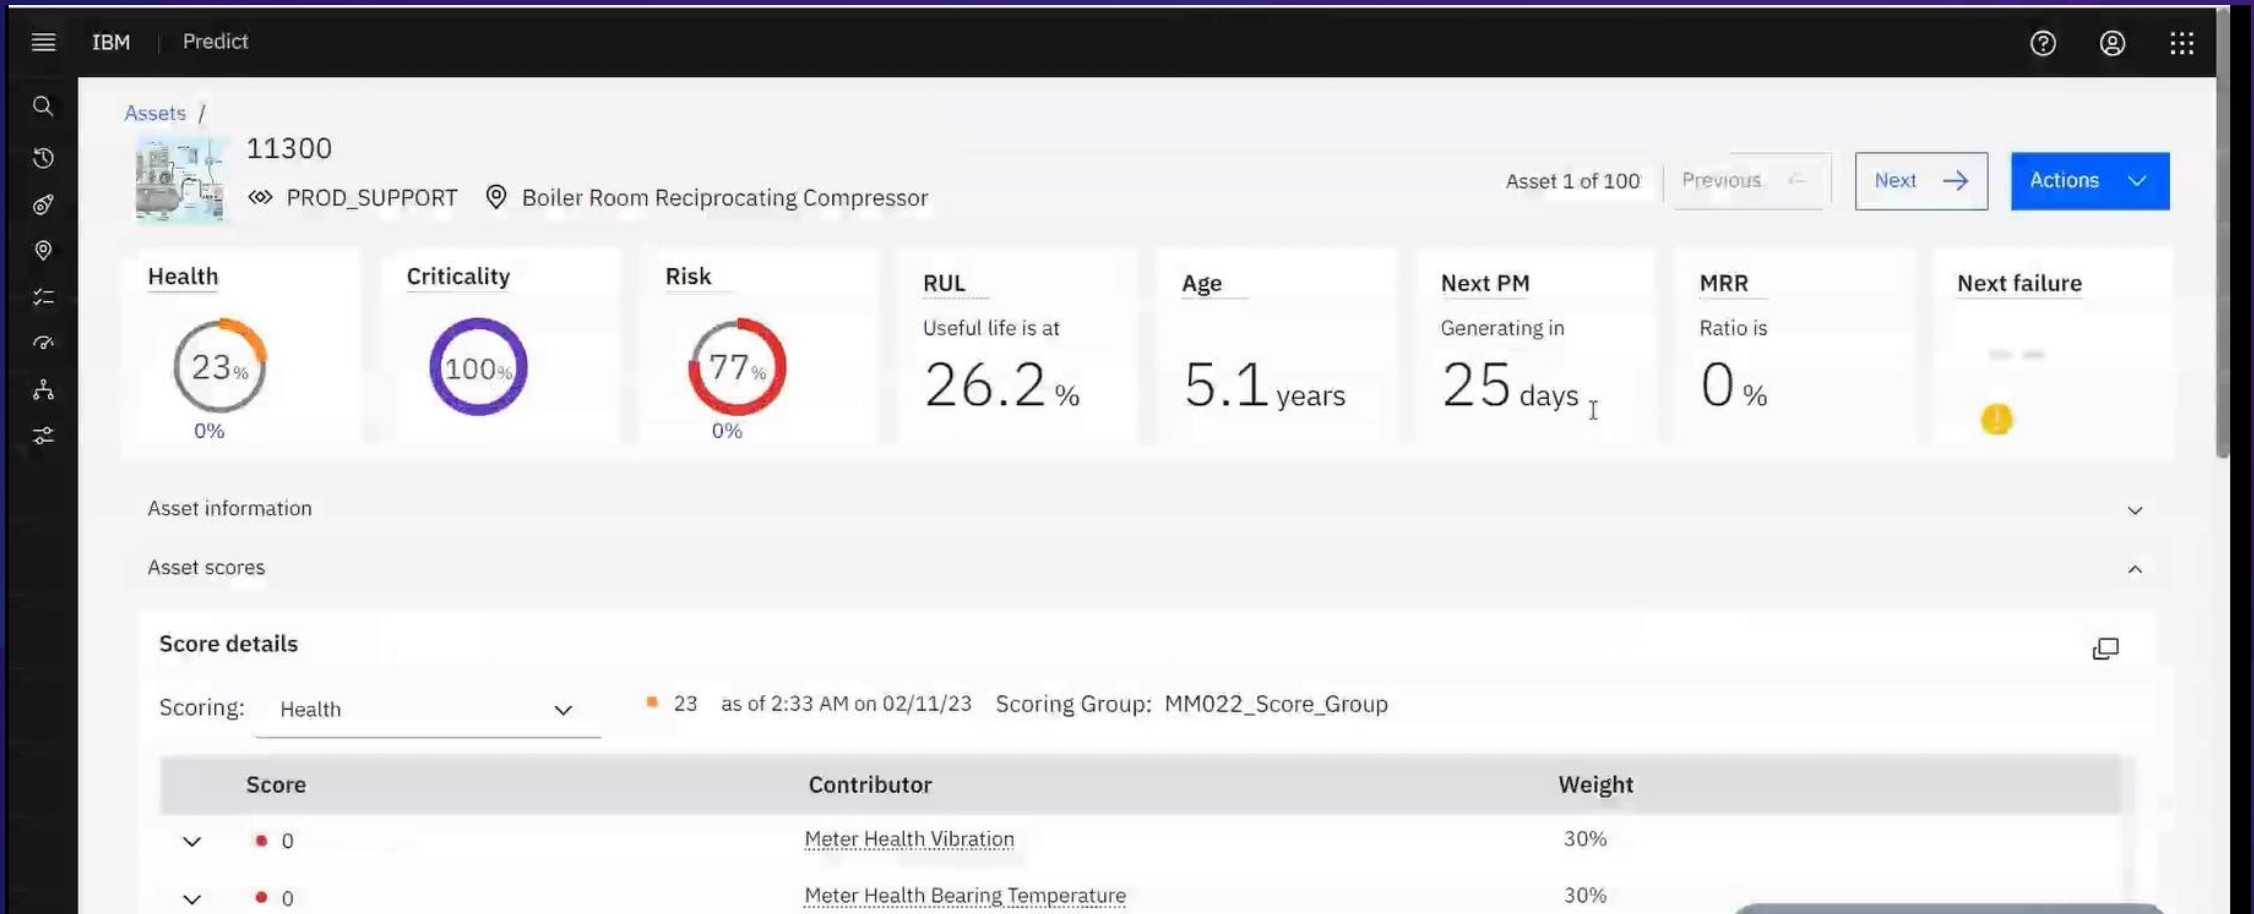 IBM | Predict
Assets /
11300
PROD_SUPPORT Boiler Room Reciprocating Compressor
Asset 1 of 100 Previous Next Actions
Health Criticality Risk RUL Age Next PM MRR Next failure
Useful life is at Generating in Ratio is
23% 100% 77% 26.2 % 5.1 years 25 days 0 % -- 
0% 0%
Asset information
Asset scores
Score details
Scoring: Health 23 as of 2:33 AM on 02/11/23 Scoring Group: MM022_Score_Group
Score Contributor Weight
0 Meter Health Vibration 30%
0 Meter Health Bearing Temperature 30%